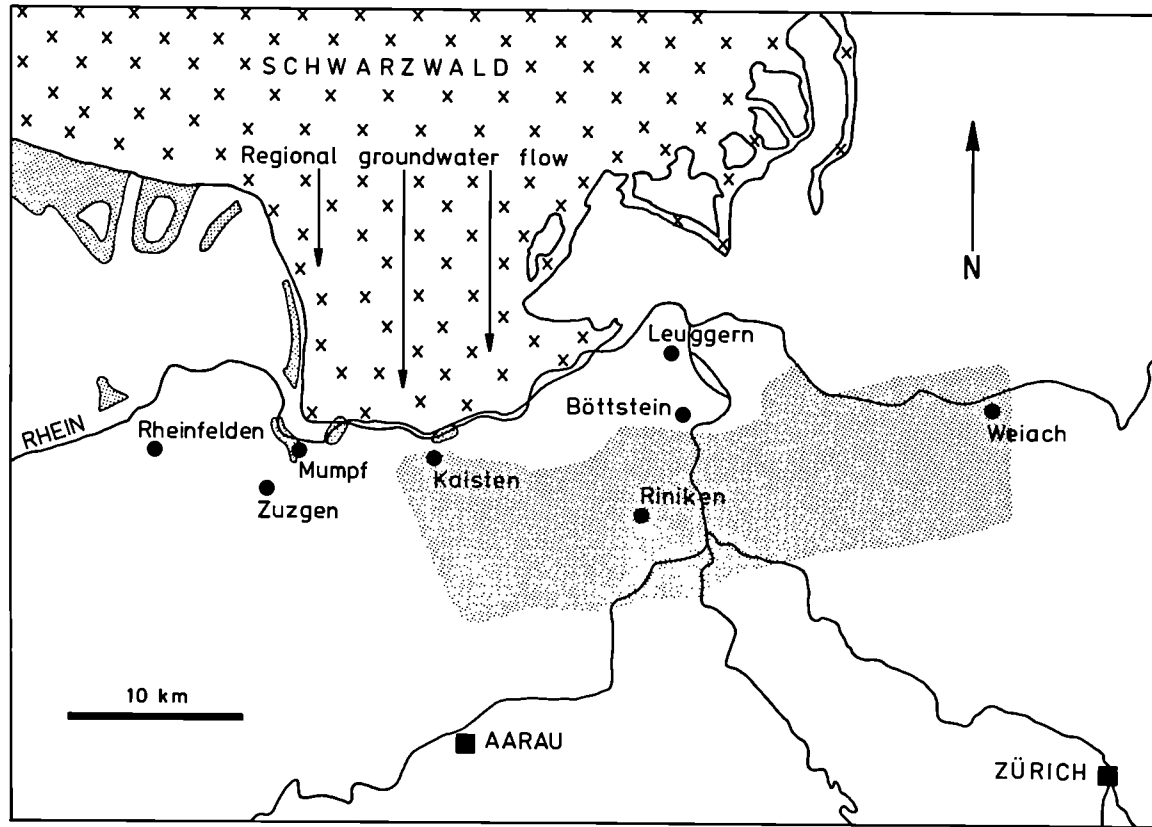 SCHWARZWALD
Regional groundwater flow
N
Leuggern
RHEIN
Rheinfelden
Böttstein
Weiach
Mumpf
Kaisten
Zuzgen
Riniken
10 km
AARAU
ZÜRICH